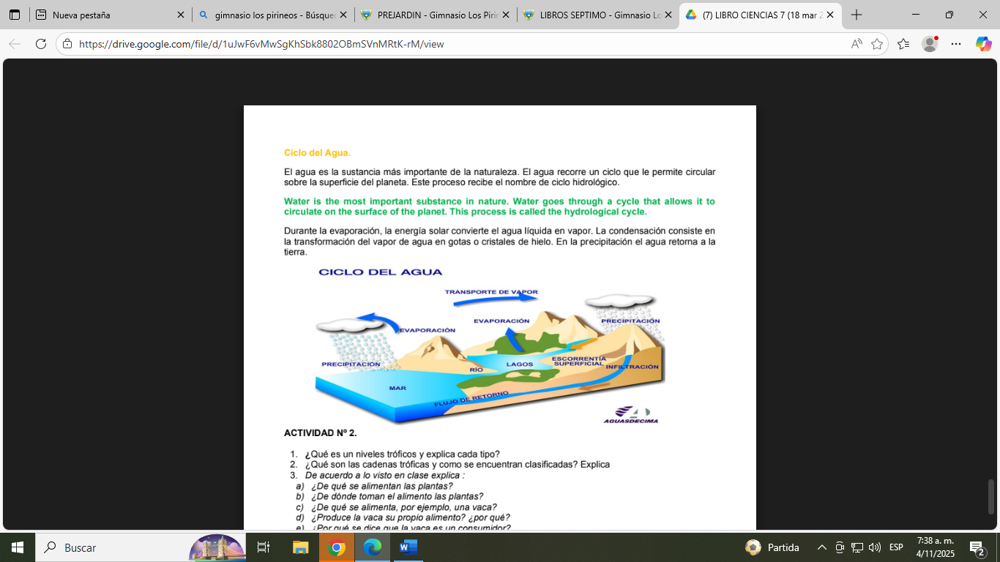 Nueva pestaña
gimnasio los pirineos - Búsque
PREJARDIN - Gimnasio Los Piri
LIBROS SEPTIMO - Gimnasio Lo
(7) LIBRO CIENCIAS 7 (18 mar 2
https://drive.google.com/file/d/1uJwF6vMwSgKhSbk8802OBmSVnMRtK-rM/view
Ciclo del Agua.
El agua es la sustancia más importante de la naturaleza. El agua recorre un ciclo que le permite circular
sobre la superficie del planeta. Este proceso recibe el nombre de ciclo hidrológico.
Water is the most important substance in nature. Water goes through a cycle that allows it to
circulate on the surface of the planet. This process is called the hydrological cycle.
Durante la evaporación, la energía solar convierte el agua líquida en vapor. La condensación consiste en
la transformación del vapor de agua en gotas o cristales de hielo. En la precipitación el agua retorna a la
tierra.
CICLO DEL AGUA
TRANSPORTE DE VAPOR
EVAPORACIÓN
PRECIPITACIÓN
EVAPORACIÓN
PRECIPITACIÓN
RÍO
LAGOS
ESCORRENTÍA
SUPERFICIAL
INFILTRACIÓN
MAR
FLUJO DE RETORNO
AGUASDECIMA
ACTIVIDAD Nº 2.
1. ¿Qué es un niveles tróficos y explica cada tipo?
2. ¿Qué son las cadenas tróficas y como se encuentran clasificadas? Explica
3. De acuerdo a lo visto en clase explica :
a) ¿De qué se alimentan las plantas?
b) ¿De dónde toman el alimento las plantas?
c) ¿De qué se alimenta, por ejemplo, una vaca?
d) ¿Produce la vaca su propio alimento? ¿por qué?
e) ¿Por qué se dice que la vaca es un consumidor?
Buscar
Partida
ESP
7:38 a. m.
4/11/2025
2